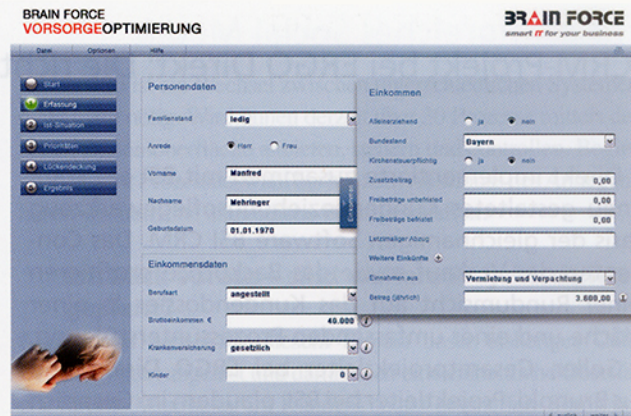 BRAIN FORCE
VORSORGEOPTIMIERUNG
BRAIN FORCE
smart IT for your business
Datei Optionen Hilfe
Start
Erfassung
Ist-Situation
Prioritäten
Lückendeckung
Ergebnis
Personendaten
Familienstand ledig
Anrede Herr Frau
Vorname Manfred
Nachname Mehringer
Geburtsdatum 01.01.1970
Einkommensdaten
Berufsart angestellt
Bruttoeinkommen € 40.000
Krankenversicherung gesetzlich
Kinder 0
Einkommen
Einkommen
Alleinerziehend ja nein
Bundesland Bayern
Kirchensteuerpflichtig ja nein
Zusatzbeitrag 0,00
Freibeträge unbefristet 0,00
Freibeträge befristet 0,00
Letztmaliger Abzug
Weitere Einkünfte
Einnahmen aus Vermietung und Verpachtung
Betrag (jährlich) 3.600,00